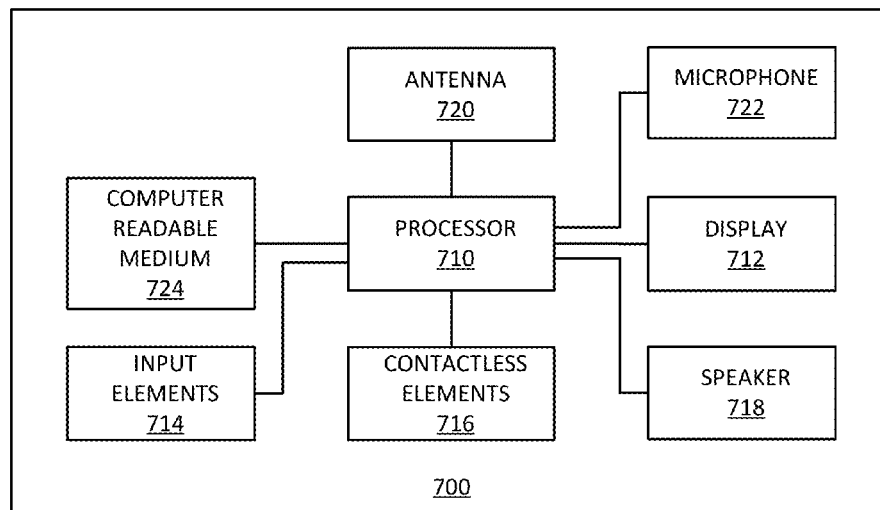 ANTENNA
720
MICROPHONE
722
COMPUTER
READABLE
MEDIUM
724
PROCESSOR
710
DISPLAY
712
INPUT
ELEMENTS
714
CONTACTLESS
ELEMENTS
716
SPEAKER
718
700